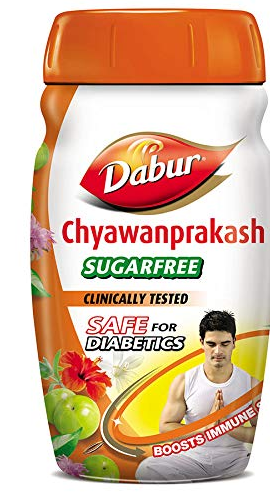 Dabur
Chyawanprakash
SUGARFREE
CLINICALLY TESTED
SAFE FOR
DIABETICS
BOOSTS IMMUNE